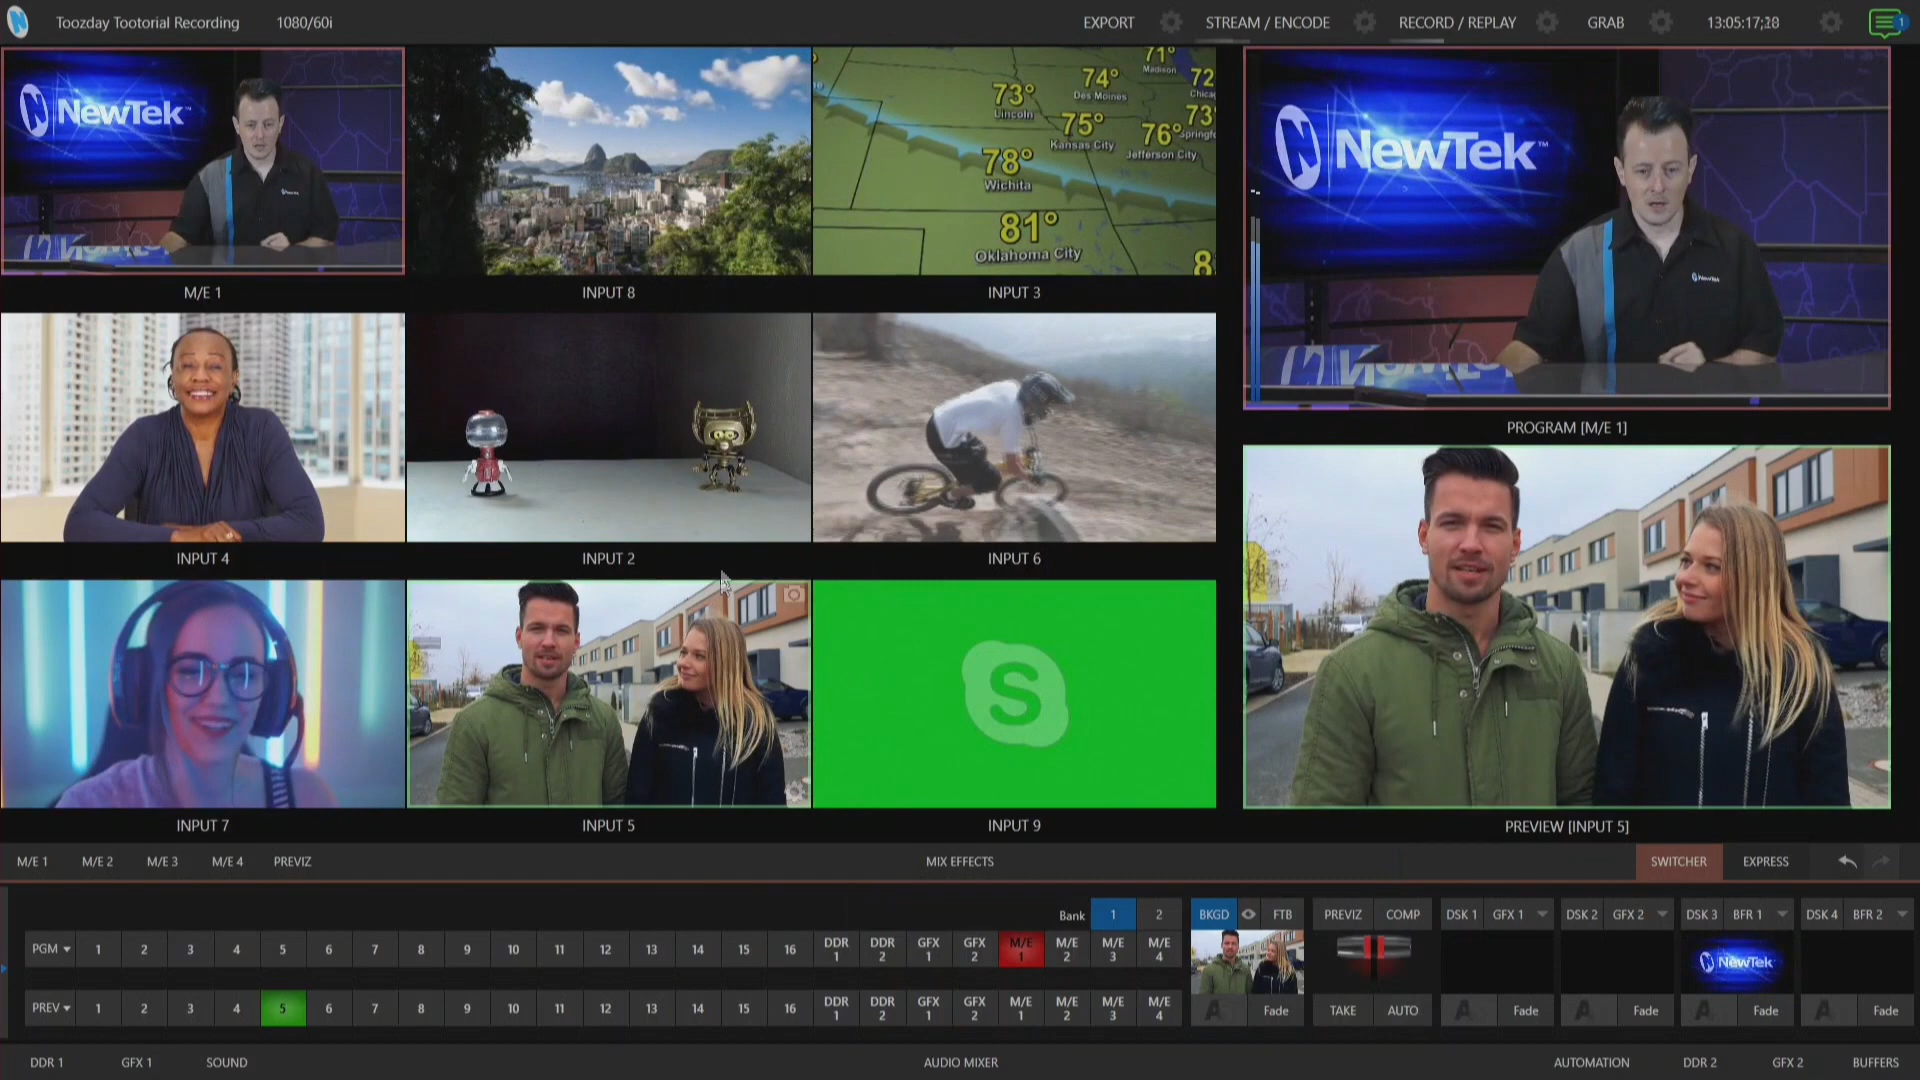 Toozday Tootorial Recording 1080/60i EXPORT STREAM / ENCODE RECORD / REPLAY GRAB 1
NewTek
NewTek
71°
Madison
74°
Des Moines
72
73°
Lincoln
75°
Kansas City
76°
Jefferson City
73
78°
Wichita
81°
Oklahoma City
8
NewTek™
NewTek
M/E 1 INPUT 8 INPUT 3
PROGRAM [M/E 1]
INPUT 4 INPUT 2 INPUT 6
S
INPUT 7 INPUT 5 INPUT 9 PREVIEW [INPUT 5]
M/E 1 M/E 2 M/E 3 M/E 4 PREVIZ MIX EFFECTS SWITCHER EXPRESS
Bank 1 2 BKGD FTB PREVIZ COMP DSK 1 GFX 1 DSK 2 GFX 2 DSK 3 BFR 1 DSK 4 BFR 2
PGM 1 2 3 4 5 6 7 8 9 10 11 12 13 14 15 16 DDR 1 DDR 2 GFX 1 GFX 2 M/E 1 M/E 2 M/E 3 M/E 4
NewTek
PREV 1 2 3 4 5 6 7 8 9 10 11 12 13 14 15 16 DDR 1 DDR 2 GFX 1 GFX 2 M/E 1 M/E 2 M/E 3 M/E 4
A Fade TAKE AUTO A Fade A Fade A Fade A Fade
DDR 1 GFX 1 SOUND AUDIO MIXER AUTOMATION DDR 2 GFX 2 BUFFERS